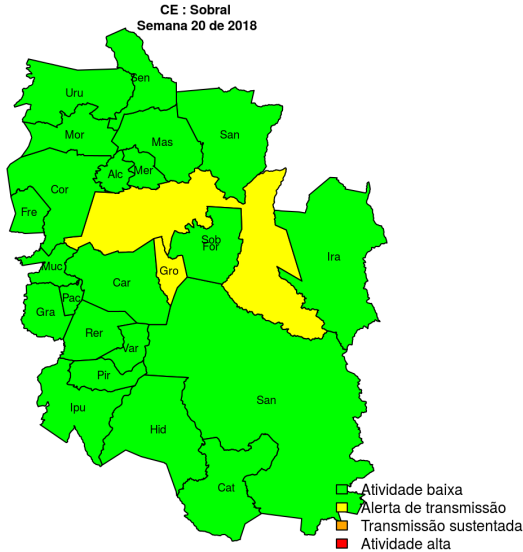 CE : Sobral
Semana 20 de 2018
Sen
Uru
Mor
Mas
San
Alc
Mer
Cor
Fre
Sob
For
Ira
Muc
Gro
Car
Pac
Gra
Rer
Var
Pir
San
Ipu
Hid
Cat
Atividade baixa
Alerta de transmissão
Transmissão sustentada
Atividade alta